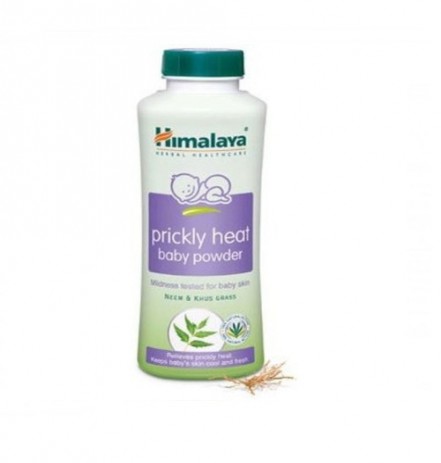 Himalaya
HERBAL HEALTHCARE
prickly heat
baby powder
Mildness tested for baby skin
NEEM & KHUS GRASS
Relieves prickly heat
Keeps baby's skin cool and fresh